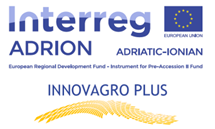 Interreg
EUROPEAN UNION
ADRION ADRIATIC-IONIAN
European Regional Development Fund - Instrument for Pre-Accession II Fund
INNOVAGRO PLUS